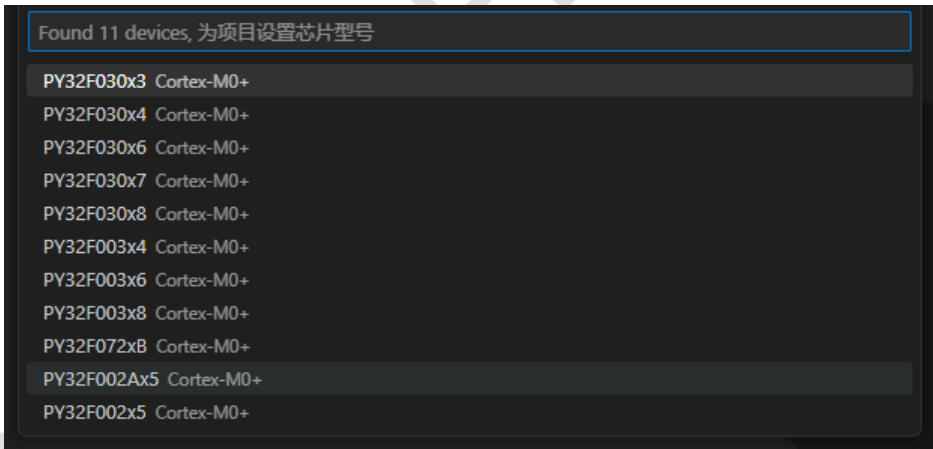 Found 11 devices, 为项目设置芯片型号
PY32F030x3 Cortex-M0+
PY32F030x4 Cortex-M0+
PY32F030x6 Cortex-M0+
PY32F030x7 Cortex-M0+
PY32F030x8 Cortex-M0+
PY32F003x4 Cortex-M0+
PY32F003x6 Cortex-M0+
PY32F003x8 Cortex-M0+
PY32F072xB Cortex-M0+
PY32F002Ax5 Cortex-M0+
PY32F002x5 Cortex-M0+